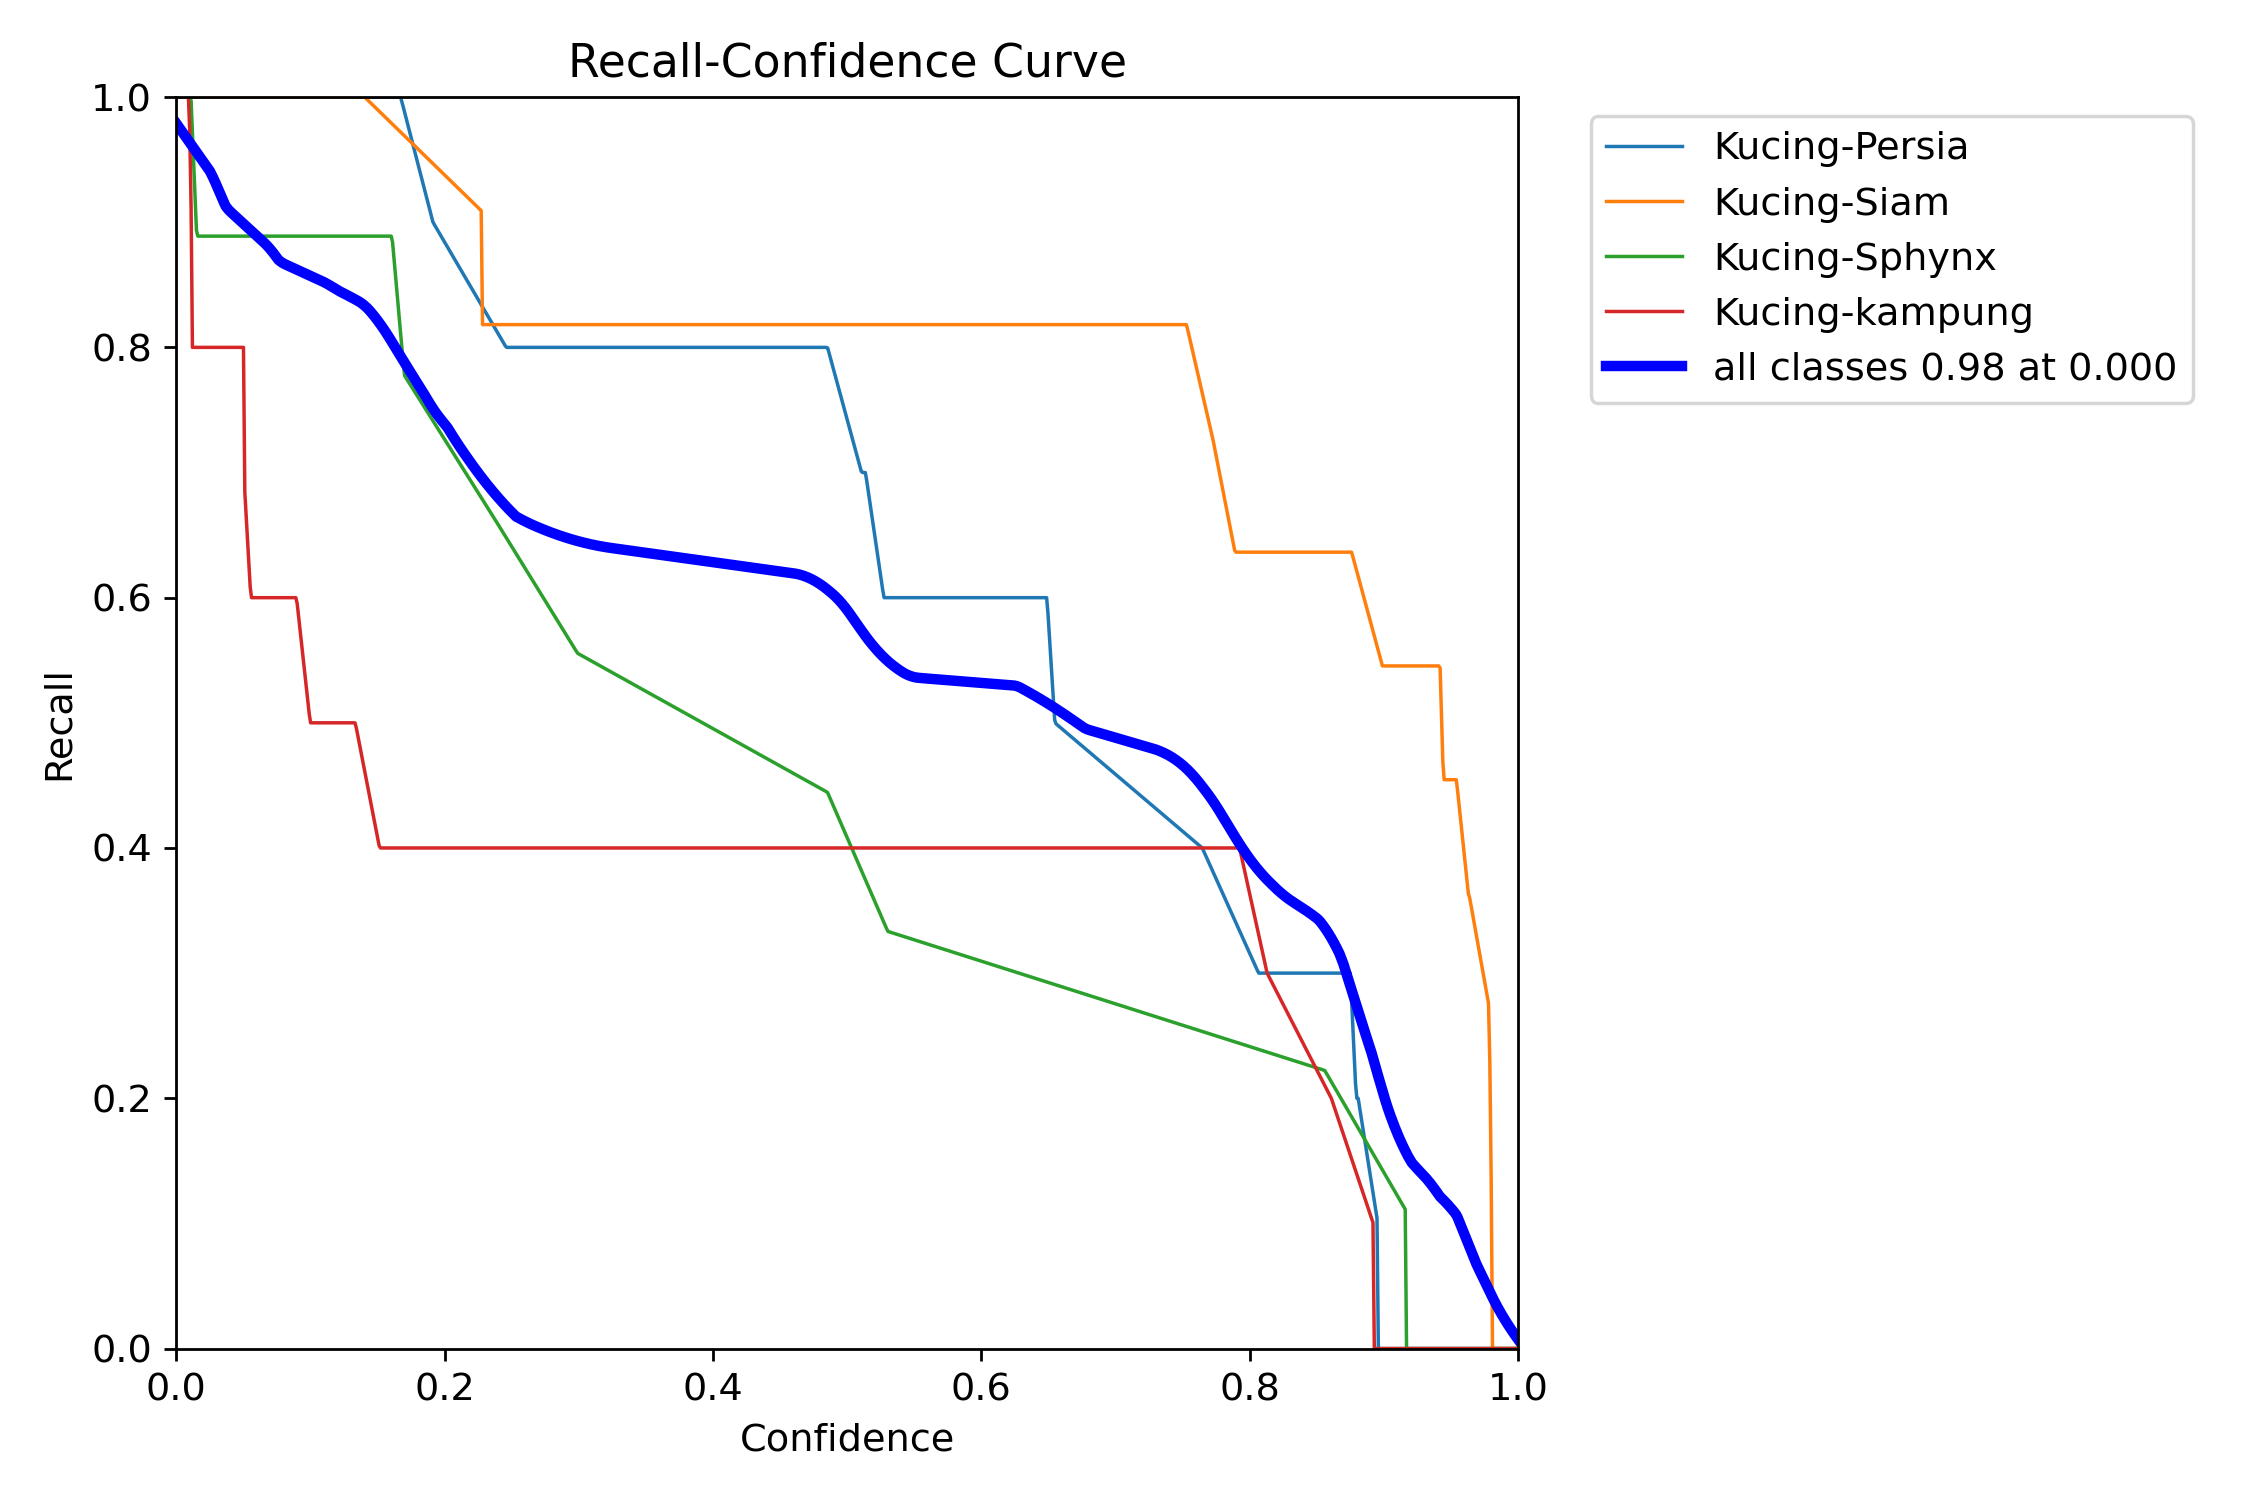 Recall-Confidence Curve
1.0
0.8
0.6
0.4
0.2
0.0
Recall
0.0 0.2 0.4 0.6 0.8 1.0
Confidence
Kucing-Persia
Kucing-Siam
Kucing-Sphynx
Kucing-kampung
all classes 0.98 at 0.000